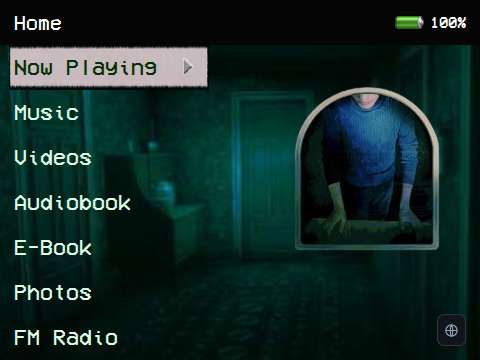 Home
100%
Now Playing
Music
Videos
Audiobook
E-Book
Photos
FM Radio